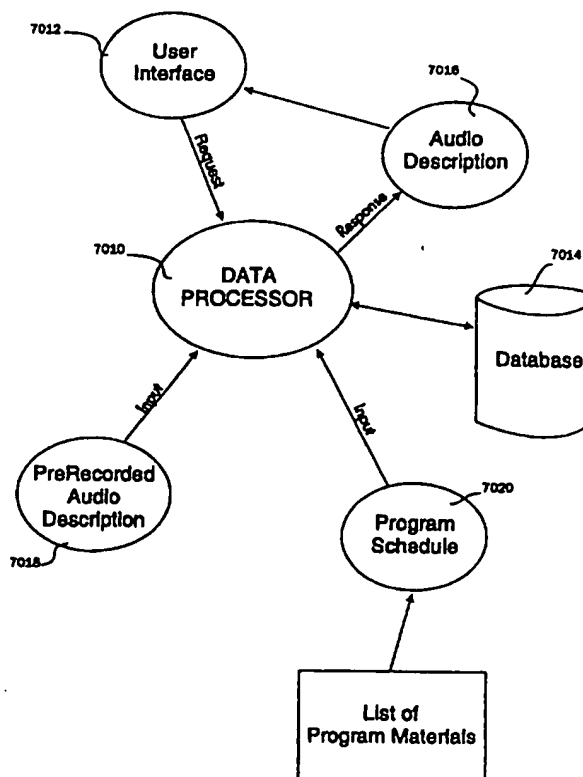 7012
User
Interface
7016
Audio
Description
Request
Response
7010
DATA
PROCESSOR
7014
Database
Input
Input
PreRecorded
Audio
Description
7018
7020
Program
Schedule
List of
Program Materials